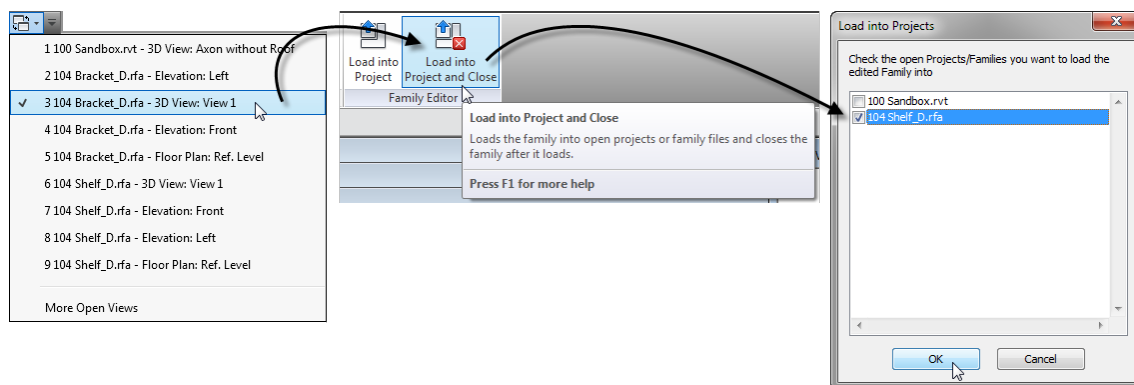 1 100 Sandbox.rvt - 3D View: Axon without Roof
2 104 Bracket_D.rfa - Elevation: Left
3 104 Bracket_D.rfa - 3D View: View 1
4 104 Bracket_D.rfa - Elevation: Front
5 104 Bracket_D.rfa - Floor Plan: Ref. Level
6 104 Shelf_D.rfa - 3D View: View 1
7 104 Shelf_D.rfa - Elevation: Front
8 104 Shelf_D.rfa - Elevation: Left
9 104 Shelf_D.rfa - Floor Plan: Ref. Level
More Open Views
Load into
Project
Load into
Project and Close
Family Editor
Load into Project and Close
Loads the family into open projects or family files and closes the
family after it loads.
Press F1 for more help
Load into Projects
Check the open Projects/Families you want to load the
edited Family into
100 Sandbox.rvt
104 Shelf_D.rfa
OK
Cancel